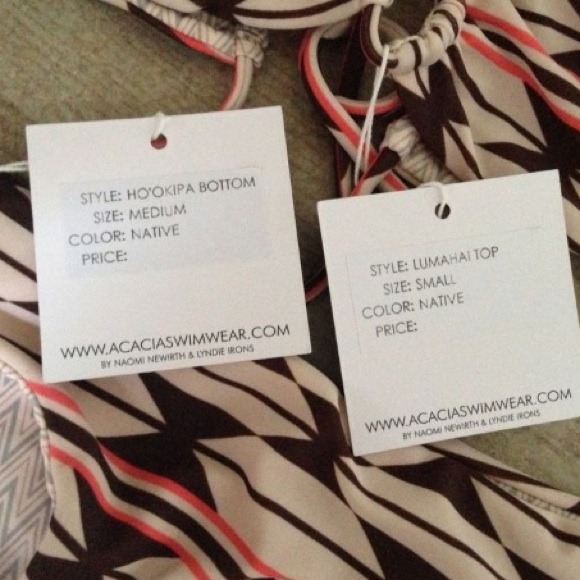 STYLE: HO'OKIPA BOTTOM
SIZE: MEDIUM
COLOR: NATIVE
PRICE:
WWW.ACACIASWIMWEAR.COM
BY NAOMI NEWIRTH & LYNDIE IRONS
STYLE: LUMAHAI TOP
SIZE: SMALL
COLOR: NATIVE
PRICE:
WWW.ACACIASWIMWEAR.COM
BY NAOMI NEWIRTH & LYNDIE IRONS